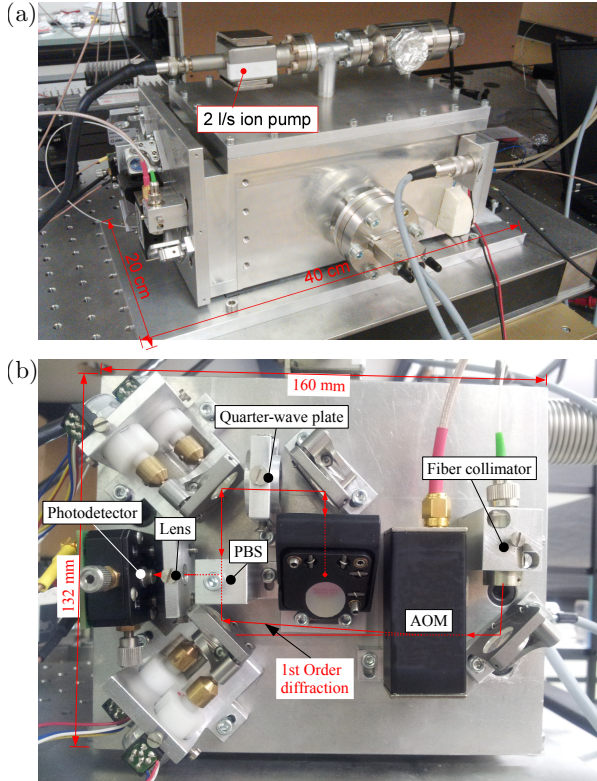 (a)
2 l/s ion pump
20 cm
40 cm
(b)
160 mm
Quarter-wave plate
Fiber collimator
Photodetector
Lens
PBS
132 mm
AOM
1st Order
diffraction